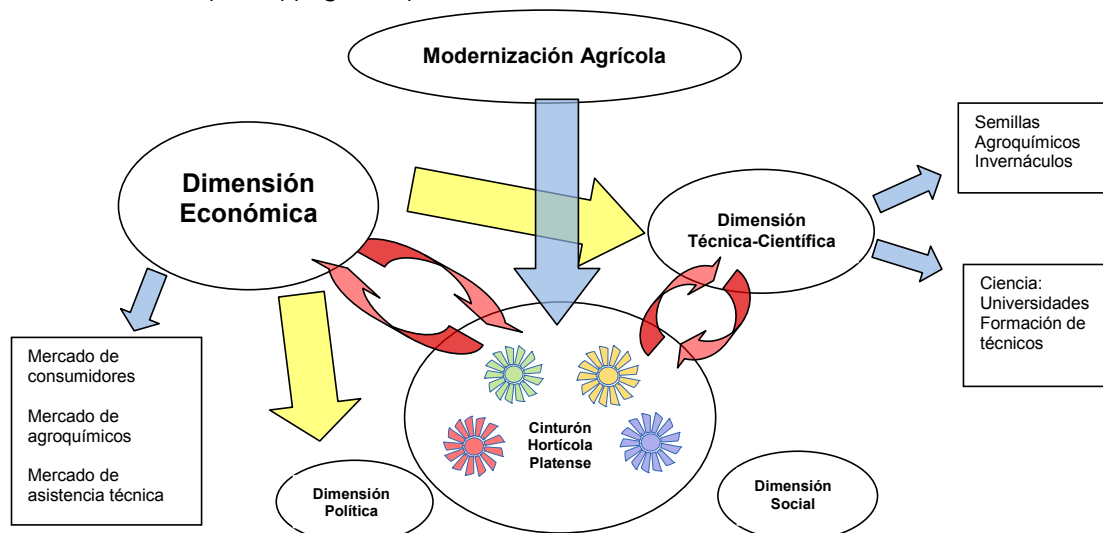 Modernización Agrícola
Dimensión
Económica
Semillas
Agroquímicos
Invernáculos
Dimensión
Técnica-Científica
Ciencia:
Universidades
Formación de
técnicos
Mercado de
consumidores
Mercado de
agroquímicos
Mercado de
asistencia técnica
Cinturón
Hortícola
Platense
Dimensión
Política
Dimensión
Social